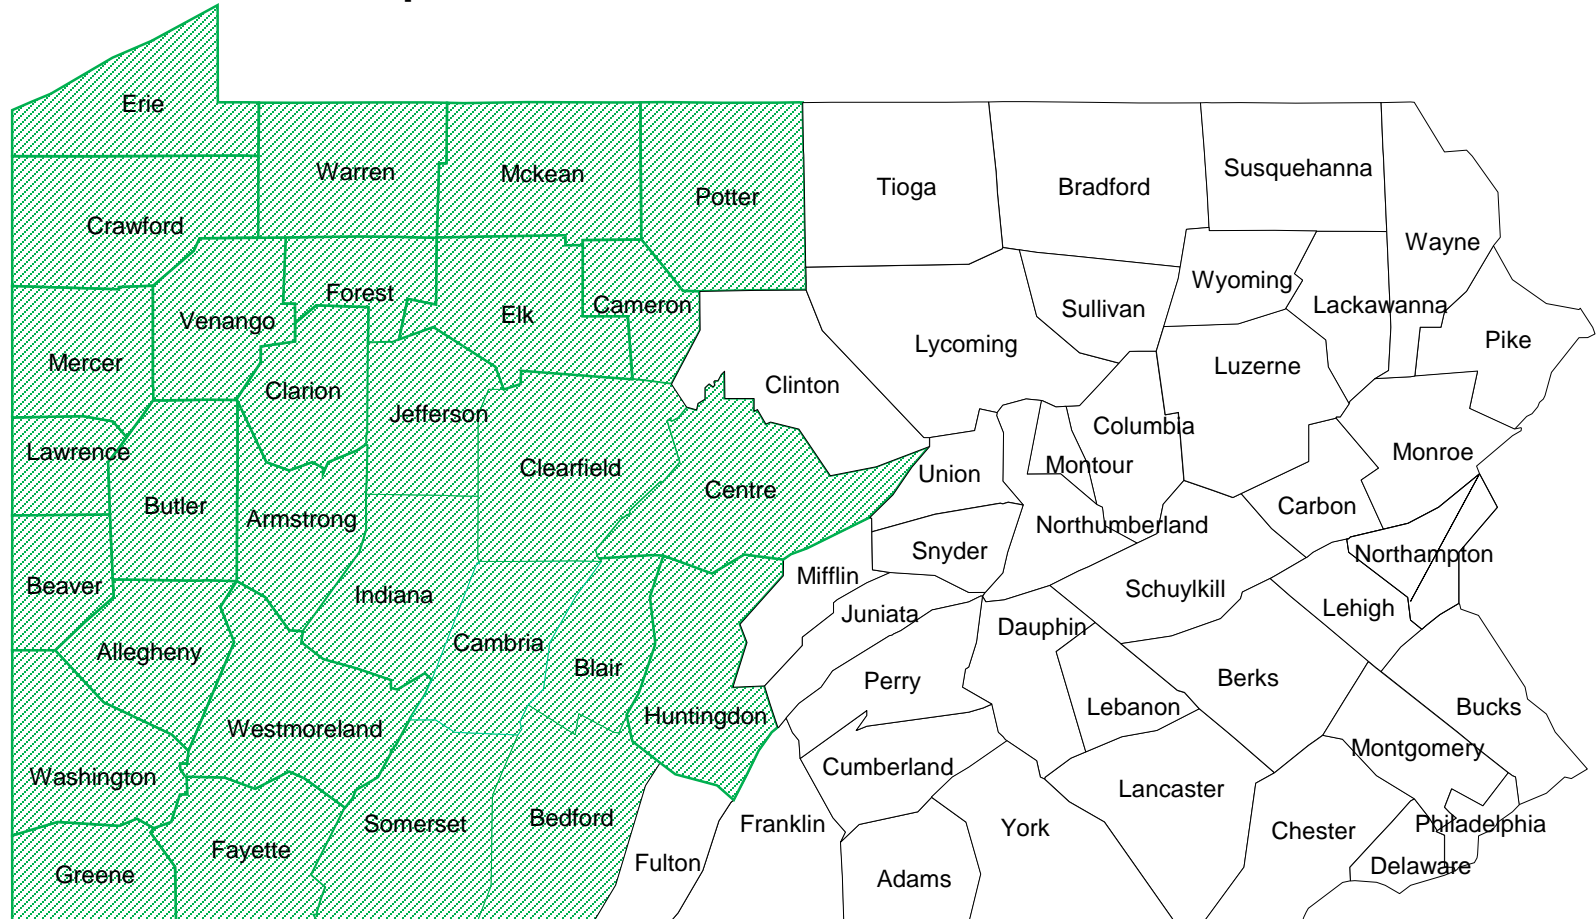 Erie
Warren
Mckean
Potter
Tioga
Bradford
Susquehanna
Crawford
Wayne
Forest
Cameron
Wyoming
Venango
Elk
Sullivan
Lackawanna
Mercer
Lycoming
Pike
Clarion
Clinton
Luzerne
Jefferson
Columbia
Lawrence
Clearfield
Montour
Monroe
Centre
Union
Butler
Armstrong
Carbon
Northumberland
Snyder
Northampton
Beaver
Indiana
Mifflin
Schuylkill
Juniata
Lehigh
Allegheny
Cambria
Dauphin
Blair
Perry
Berks
Westmoreland
Huntingdon
Lebanon
Bucks
Washington
Cumberland
Montgomery
Somerset
Bedford
Franklin
York
Lancaster
Chester
Philadelphia
Greene
Fayette
Fulton
Adams
Delaware